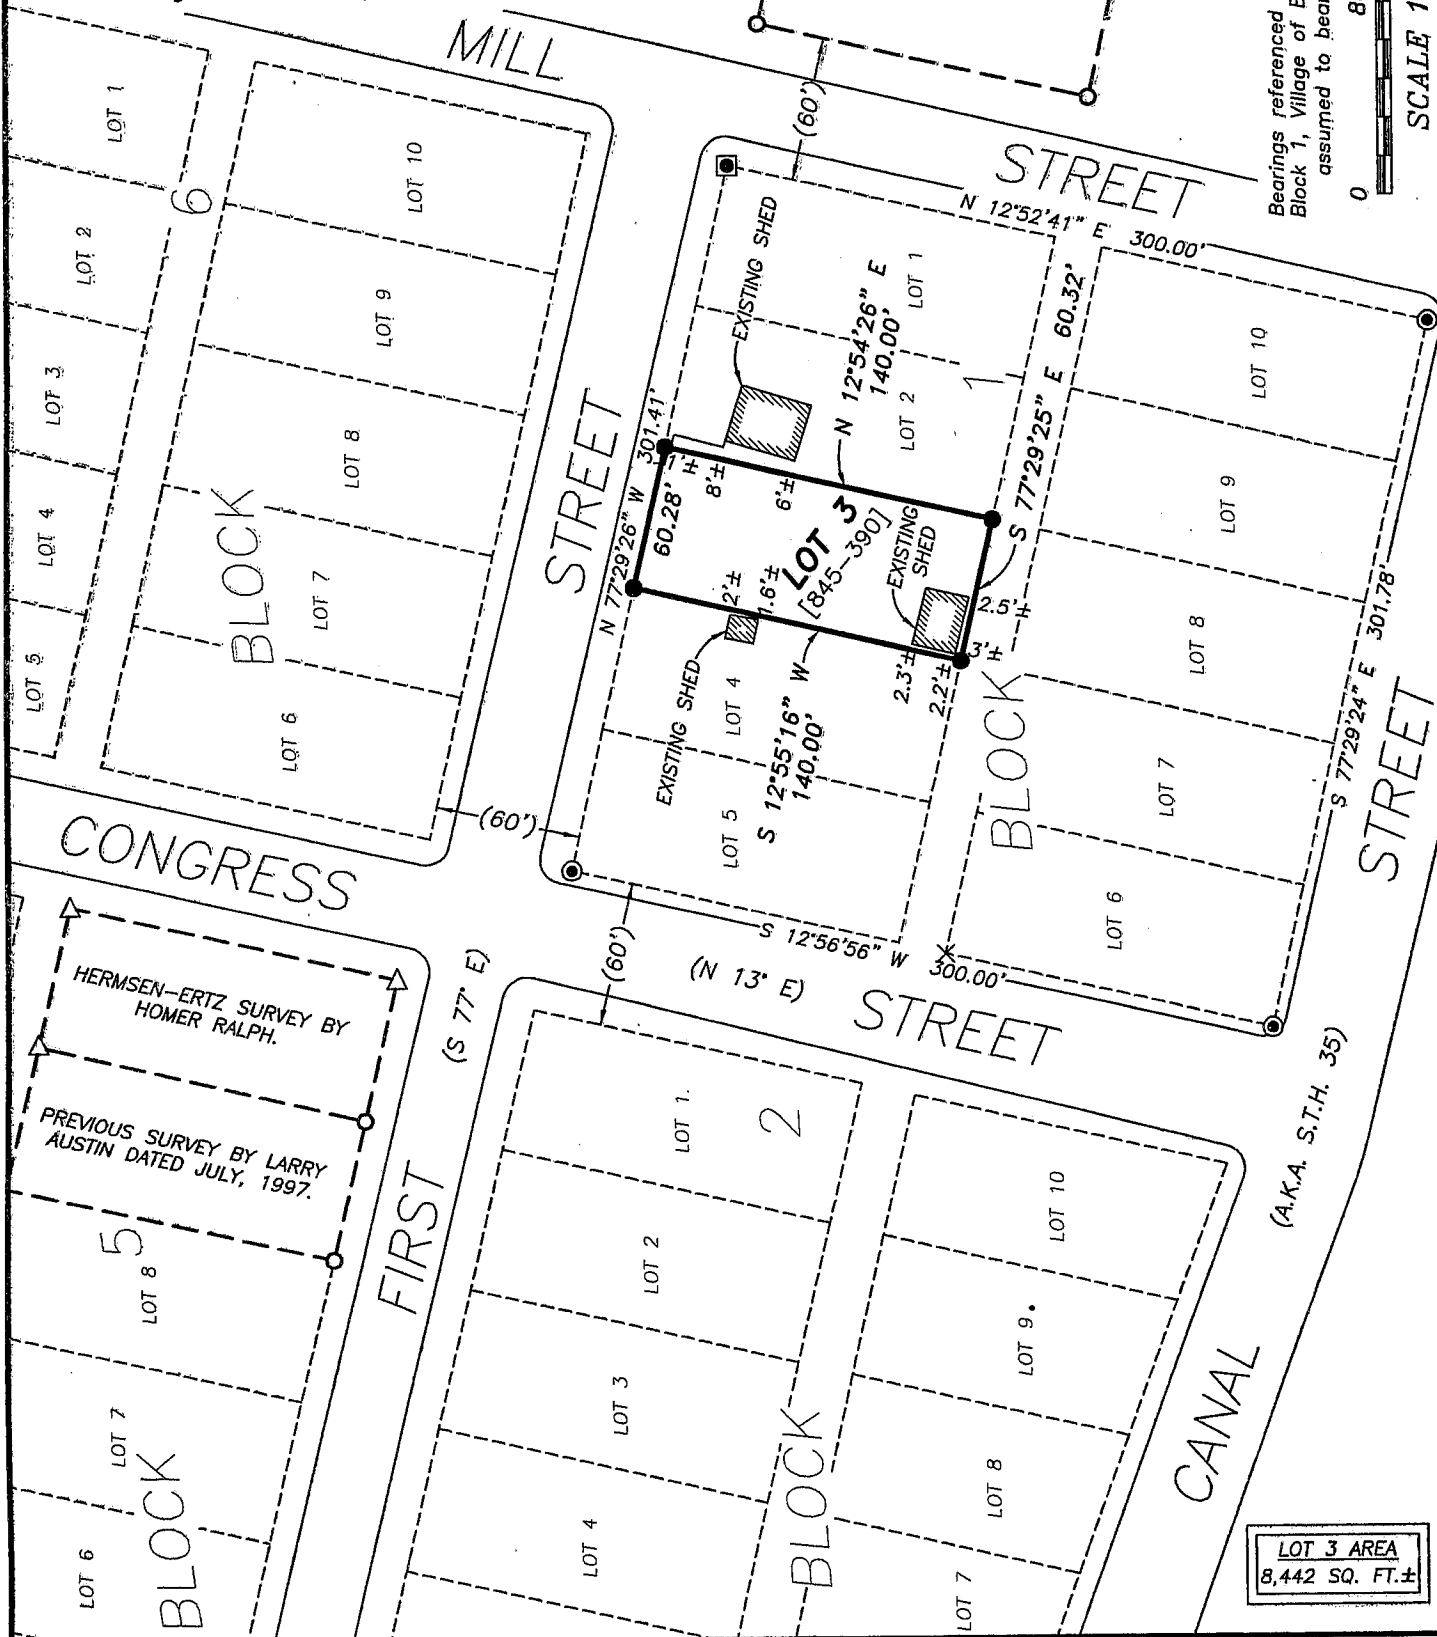 MILL
STREET
LOT 1
LOT 2
LOT 3
LOT 4
LOT 5
6
LOT 10
LOT 9
LOT 8
LOT 7
LOT 6
BLOCK
(60')
N 12°52'41" E 300.00'
Bearings referenced
Block 1, Village of
assumed to
0
SCALE 1
STREET
N 77°29'26" W 301.41'
60.28'
1'±
8'±
6'±
EXISTING SHED
N 12°54'26" E
140.00'
LOT 1
LOT 2
1
S 77°29'25" E 60.32'
LOT 3
[845-390]
EXISTING
SHED
2'±
1.6'±
2.5'±
3'±
2.3'±
2.2'±
EXISTING SHED
S 12°55'16" W
140.00'
LOT 4
LOT 5
BLOCK
LOT 10
LOT 9
LOT 8
LOT 7
LOT 6
S 77°29'24" E 301.78'
STREET
CONGRESS
(60')
(60')
S 12°56'56" W 300.00'
(N 13° E)
STREET
(S 77° E)
HERMSEN-ERTZ SURVEY BY
HOMER RALPH.
PREVIOUS SURVEY BY LARRY
AUSTIN DATED JULY, 1997.
5
LOT 8
LOT 7
LOT 6
BLOCK
FIRST
LOT 1
LOT 2
LOT 3
LOT 4
2
BLOCK
LOT 10
LOT 9
LOT 8
LOT 7
(A.K.A. S.T.H. 35)
CANAL
LOT 3 AREA
8,442 SQ. FT.±